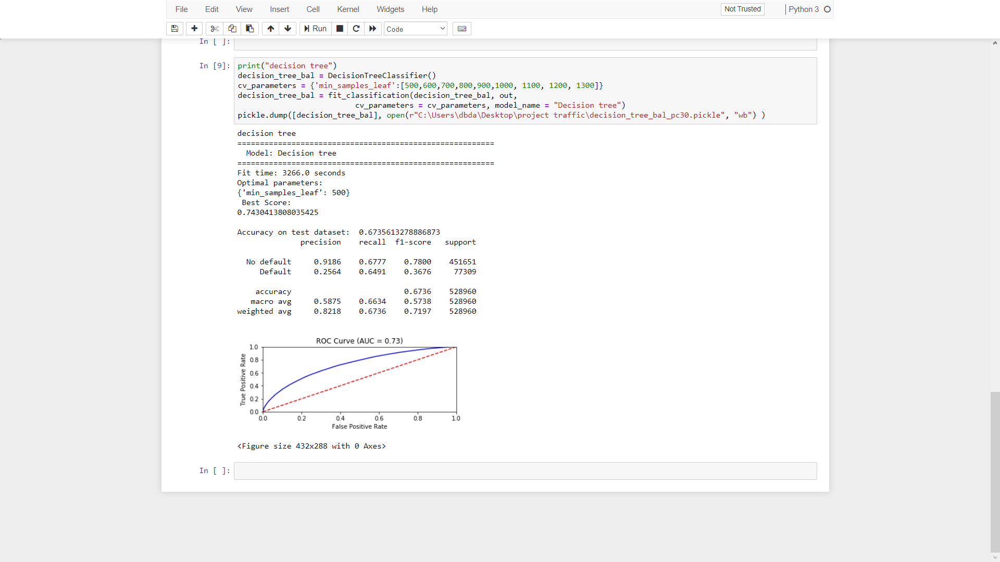 File Edit View Insert Cell Kernel Widgets Help Not Trusted Python 3
Run Code
In [ ]:
In [9]: print("decision tree")
decision_tree_bal = DecisionTreeClassifier()
cv_parameters = {'min_samples_leaf':[500,600,700,800,900,1000, 1100, 1200, 1300]}
decision_tree_bal = fit_classification(decision_tree_bal, out,
cv_parameters = cv_parameters, model_name = "Decision tree")
pickle.dump([decision_tree_bal], open(r"C:\Users\dbda\Desktop\project traffic\decision_tree_bal_pc30.pickle", "wb") )
decision tree
=========================================================
Model: Decision tree
=========================================================
Fit time: 3266.0 seconds
Optimal parameters:
{'min_samples_leaf': 500}
Best Score:
0.7430413808035425
Accuracy on test dataset: 0.6735613278886873
precision recall f1-score support
No default 0.9186 0.6777 0.7800 451651
Default 0.2564 0.6491 0.3676 77309
accuracy 0.6736 528960
macro avg 0.5875 0.6634 0.5738 528960
weighted avg 0.8218 0.6736 0.7197 528960
ROC Curve (AUC = 0.73)
True Positive Rate
1.0
0.8
0.6
0.4
0.2
0.0
0.0 0.2 0.4 0.6 0.8 1.0
False Positive Rate
<Figure size 432x288 with 0 Axes>
In [ ]: